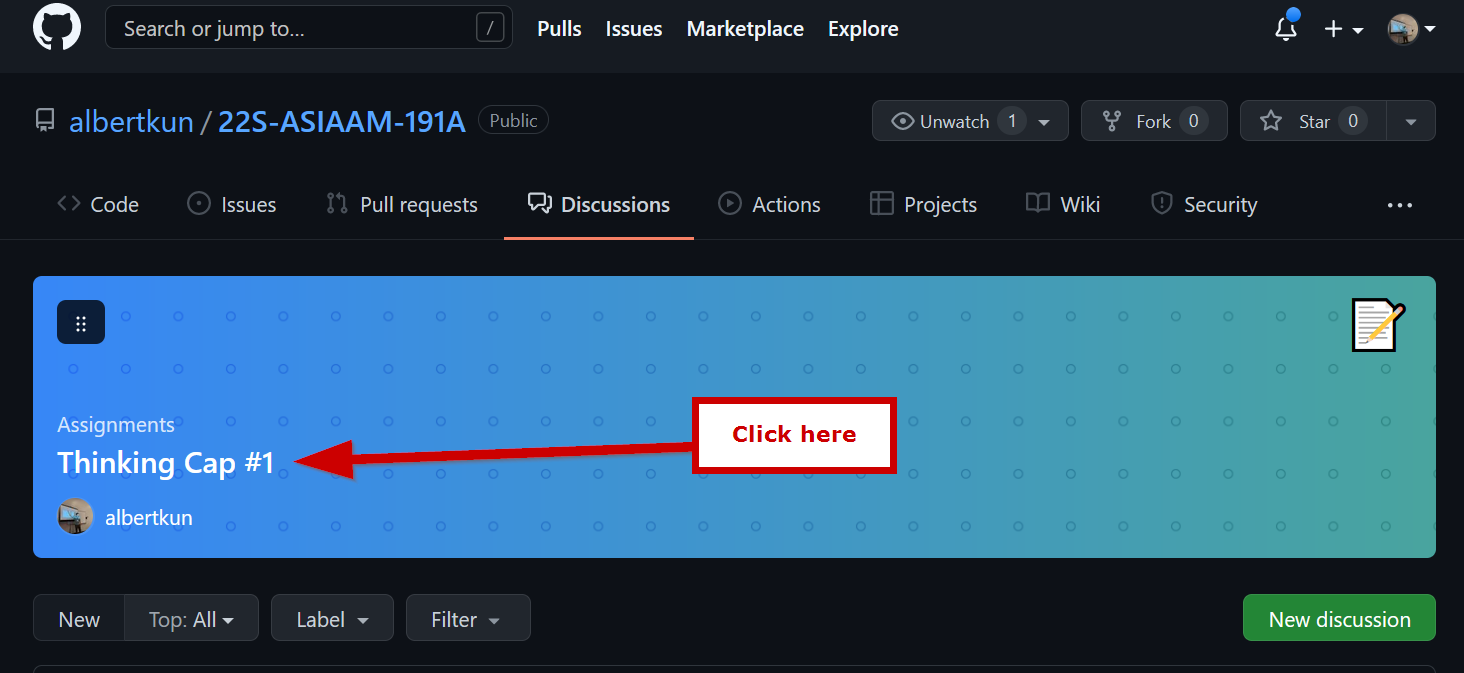 Search or jump to... /
Pulls Issues Marketplace Explore
albertkun / 22S-ASIAAM-191A Public
Unwatch 1 Fork 0 Star 0
Code Issues Pull requests Discussions Actions Projects Wiki Security ...
Assignments
Thinking Cap #1
Click here
albertkun
New Top: All Label Filter New discussion